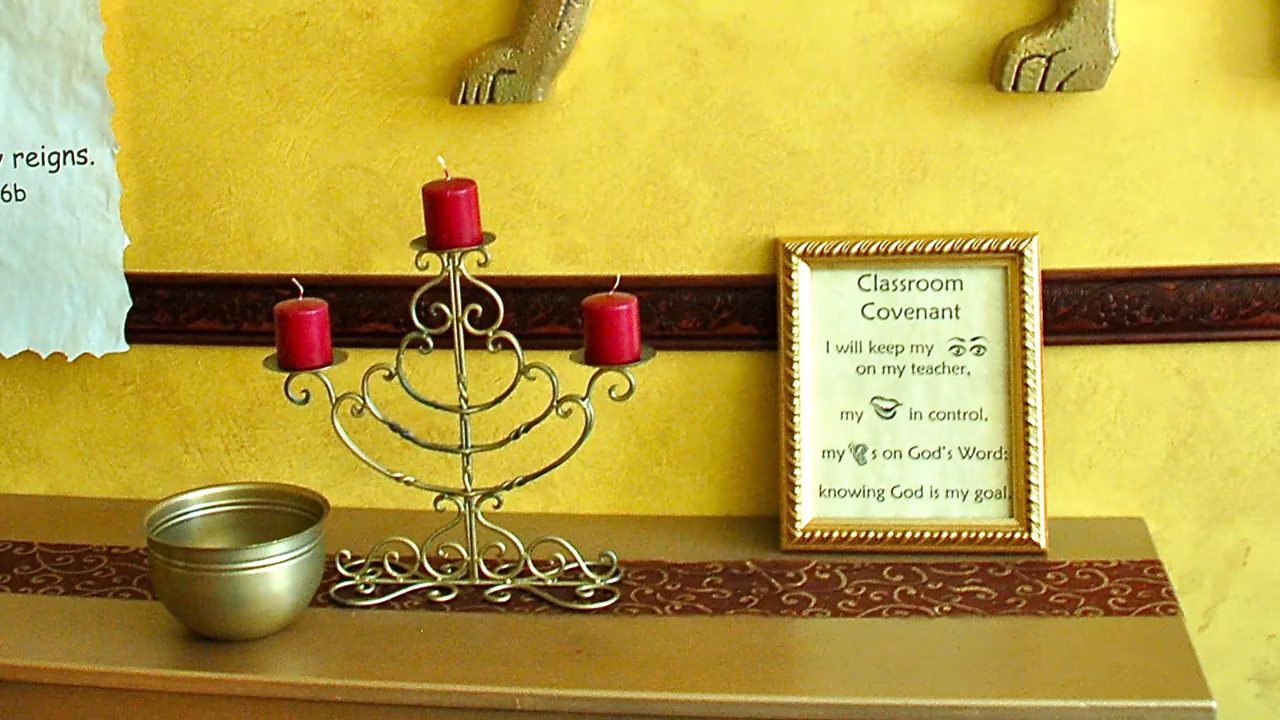 reigns.
6b
Classroom
Covenant
I will keep my
on my teacher,
my in control,
my s on God's Word;
knowing God is my goal.